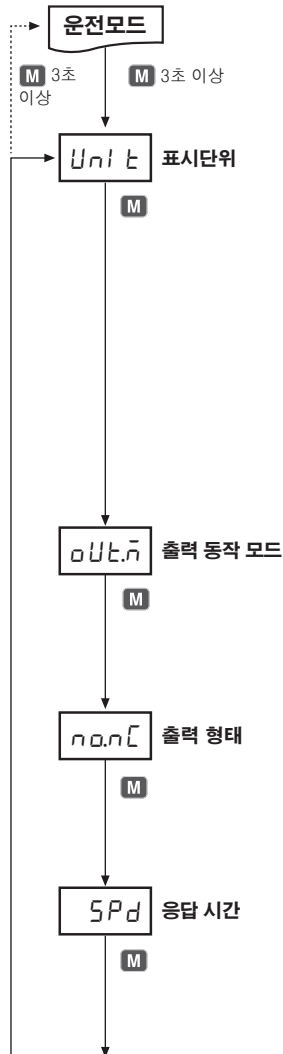 운전모드
M 3초 이상
M 3초 이상
UnIt 표시단위
M
oUt.m 출력 동작 모드
M
no.nC 출력 형태
M
SPd 응답 시간
M